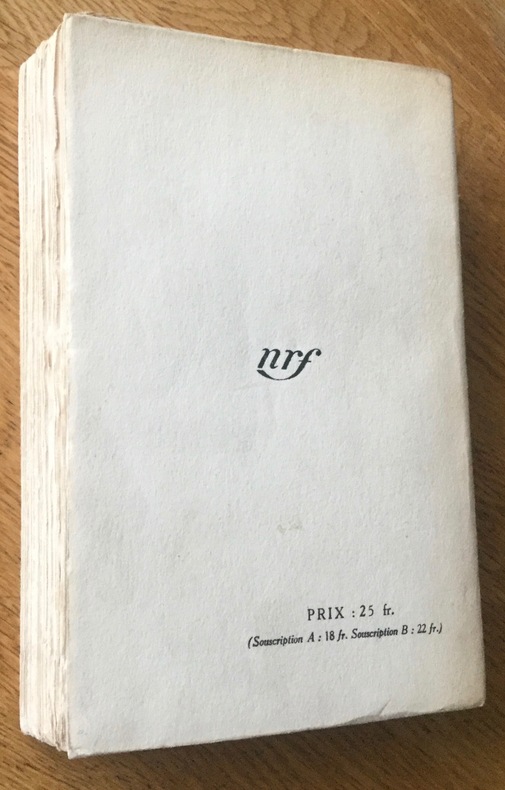 nrf
PRIX : 25 fr.
(Souscription A : 18 fr. Souscription B : 22 fr.)